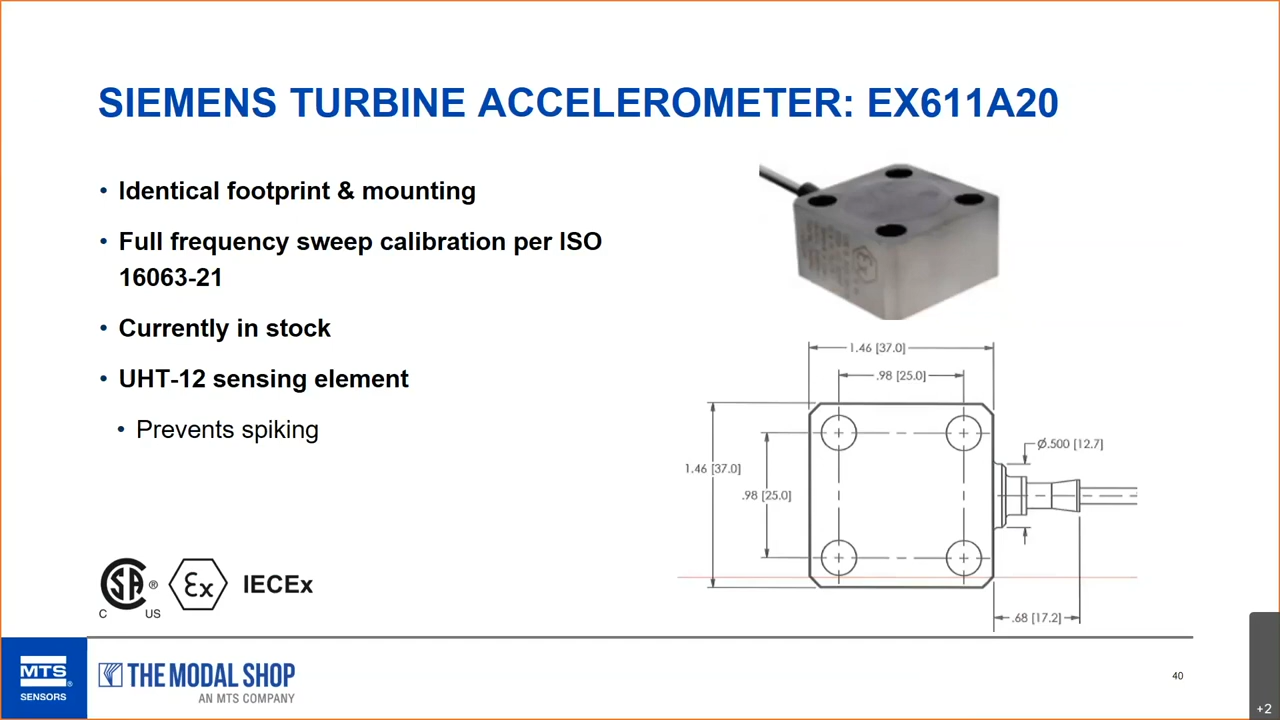 SIEMENS TURBINE ACCELEROMETER: EX611A20
• Identical footprint & mounting
• Full frequency sweep calibration per ISO
16063-21
• Currently in stock
• UHT-12 sensing element
• Prevents spiking
1.46 [37.0]
.98 [25.0]
Ø.500 [12.7]
1.46 [37.0]
.98 [25.0]
.68 [17.2]
SA
®
C US
εx
IECEx
MTS
®
SENSORS
THE MODAL SHOP
AN MTS COMPANY
40
+2